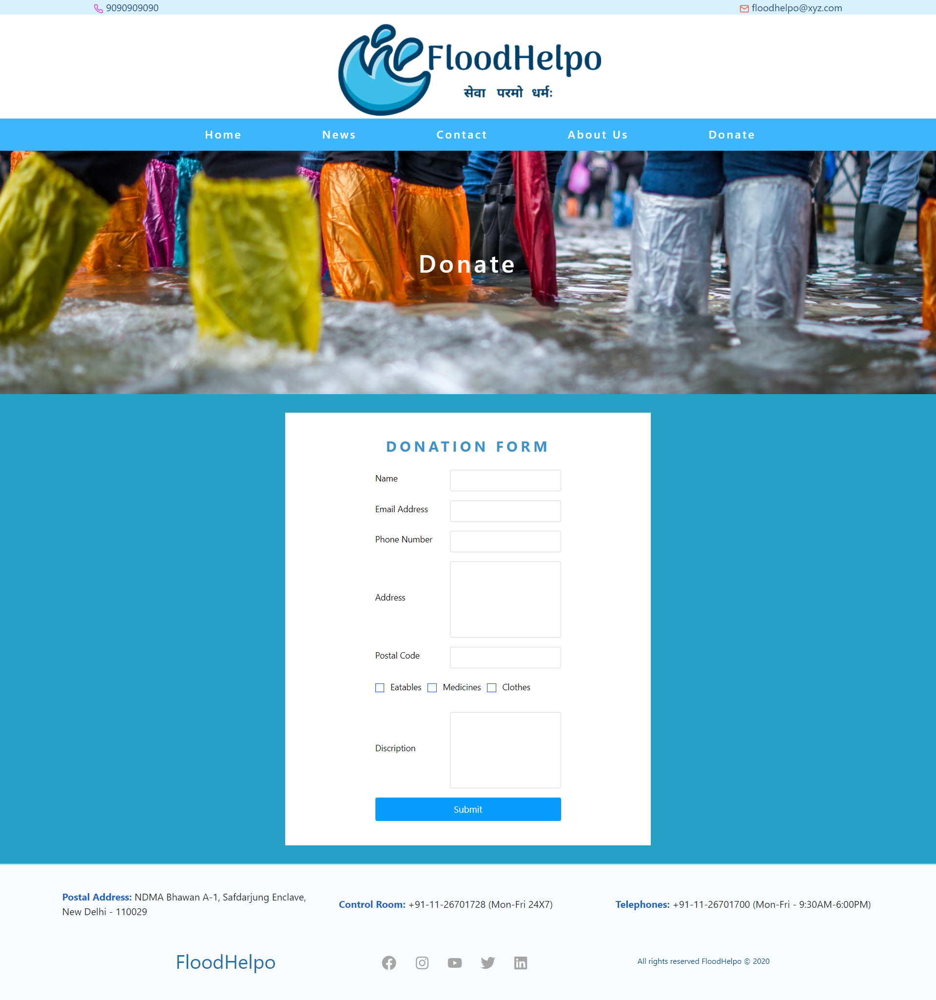 9090909090
floodhelpo@xyz.com
FloodHelpo
सेवा परमो धर्मः
Home
News
Contact
About Us
Donate
Donate
DONATION FORM
Name
Email Address
Phone Number
Address
Postal Code
Eatables
Medicines
Clothes
Discription
Submit
Postal Address: NDMA Bhawan A-1, Safdarjung Enclave,
New Delhi - 110029
Control Room: +91-11-26701728 (Mon-Fri 24X7)
Telephones: +91-11-26701700 (Mon-Fri - 9:30AM-6:00PM)
FloodHelpo
All rights reserved FloodHelpo © 2020